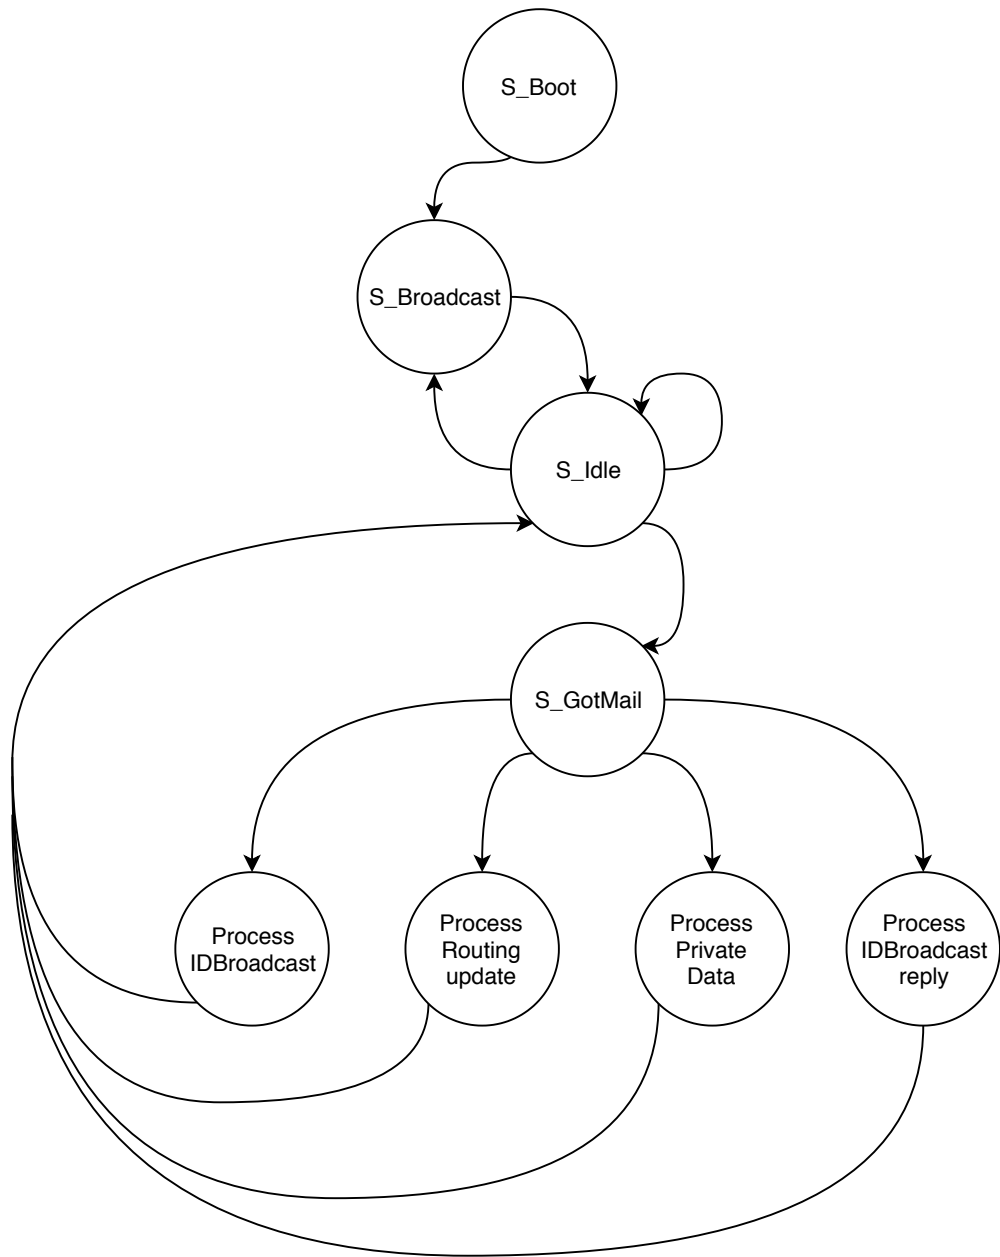 S_Boot
S_Broadcast
S_Idle
S_GotMail
Process
IDBroadcast
Process
Routing
update
Process
Private
Data
Process
IDBroadcast
reply